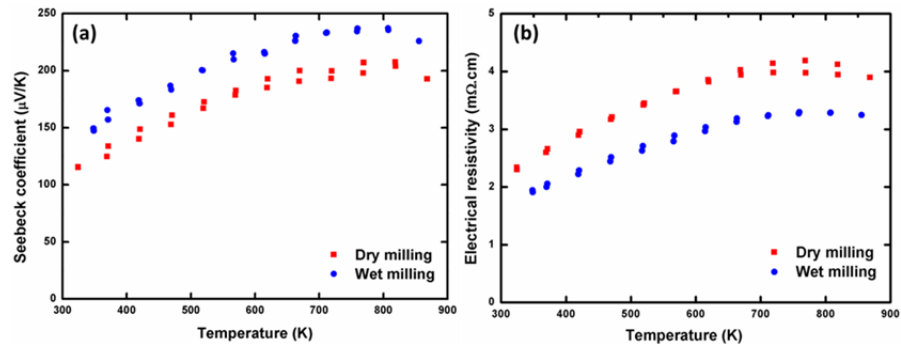 (a)
250
200
150
100
50
0
Seebeck coefficient (µV/K)
Dry milling
Wet milling
300 400 500 600 700 800 900
Temperature (K)
(b)
5
4
3
2
1
0
Electrical resistivity (mΩ.cm)
Dry milling
Wet milling
300 400 500 600 700 800 900
Temperature (K)